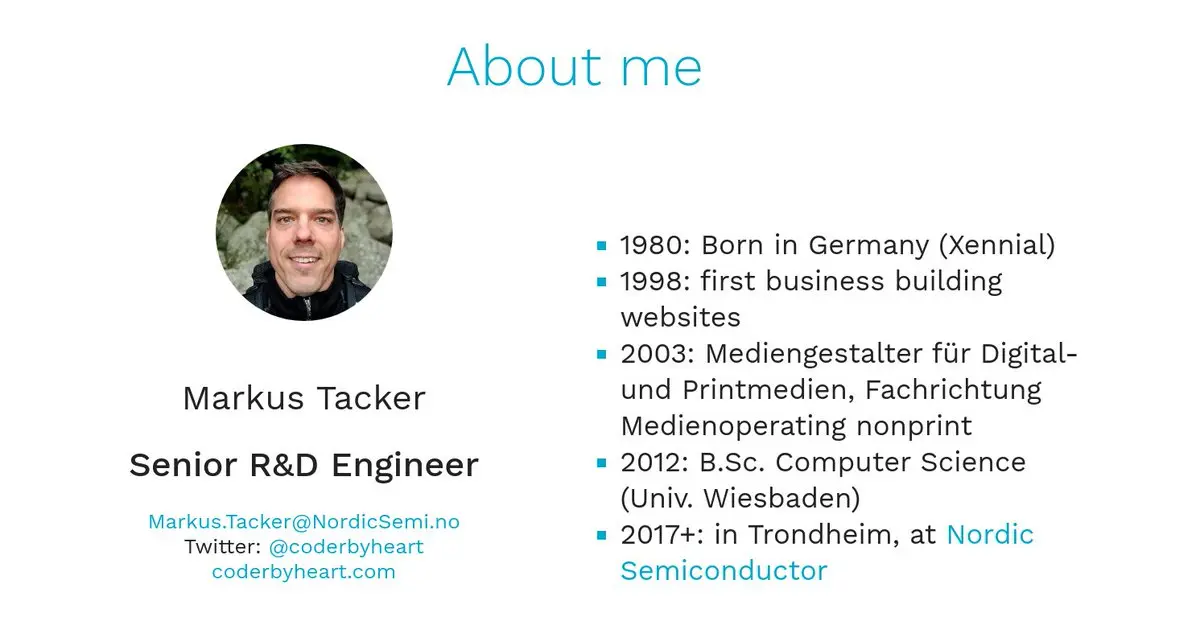 About me
Markus Tacker
Senior R&D Engineer
Markus.Tacker@NordicSemi.no
Twitter: @coderbyheart
coderbyheart.com
1980: Born in Germany (Xennial)
1998: first business building
websites
2003: Mediengestalter für Digital-
und Printmedien, Fachrichtung
Medienoperating nonprint
2012: B.Sc. Computer Science
(Univ. Wiesbaden)
2017+: in Trondheim, at Nordic
Semiconductor